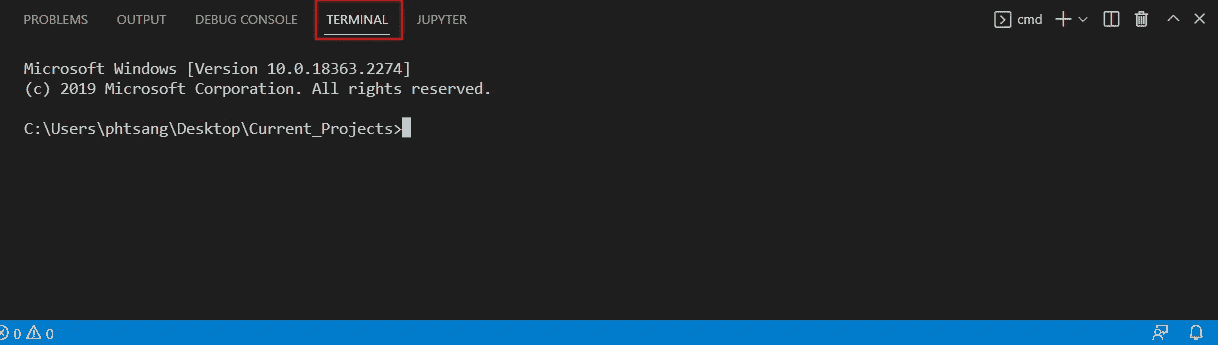 PROBLEMS OUTPUT DEBUG CONSOLE TERMINAL JUPYTER cmd
Microsoft Windows [Version 10.0.18363.2274]
(c) 2019 Microsoft Corporation. All rights reserved.
C:\Users\phtsang\Desktop\Current_Projects>
0 0